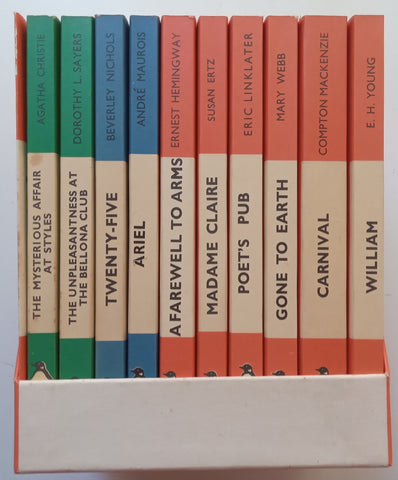 AGATHA CHRISTIE
THE MYSTERIOUS AFFAIR
AT STYLES
DOROTHY L. SAYERS
THE UNPLEASANTNESS AT
THE BELLONA CLUB
BEVERLEY NICHOLS
TWENTY-FIVE
ANDRÉ MAUROIS
ARIEL
ERNEST HEMINGWAY
A FAREWELL TO ARMS
SUSAN ERTZ
MADAME CLAIRE
ERIC LINKLATER
POET'S PUB
MARY WEBB
GONE TO EARTH
COMPTON MACKENZIE
CARNIVAL
E. H. YOUNG
WILLIAM